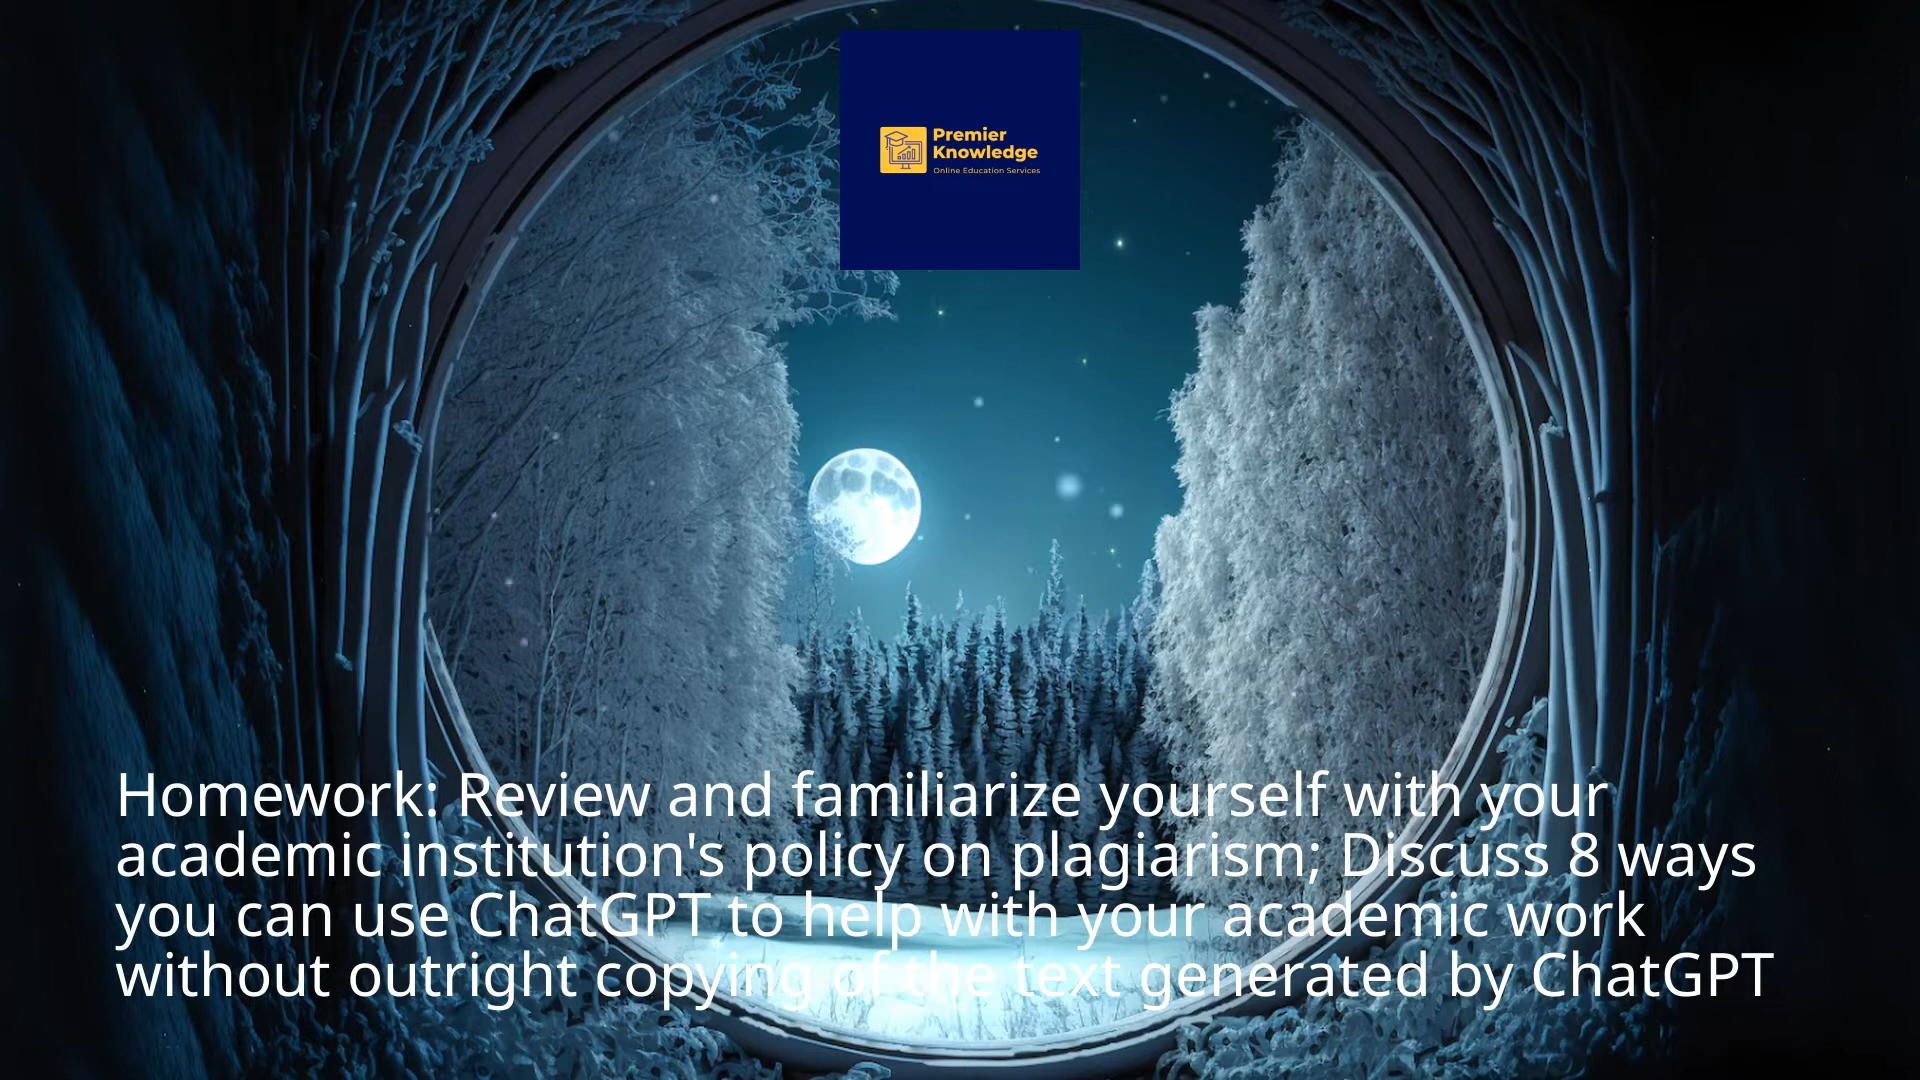 Premier
Knowledge
Online Education Services
Homework: Review and familiarize yourself with your
academic institution's policy on plagiarism; Discuss 8 ways
you can use ChatGPT to help with your academic work
without outright copying of the text generated by ChatGPT